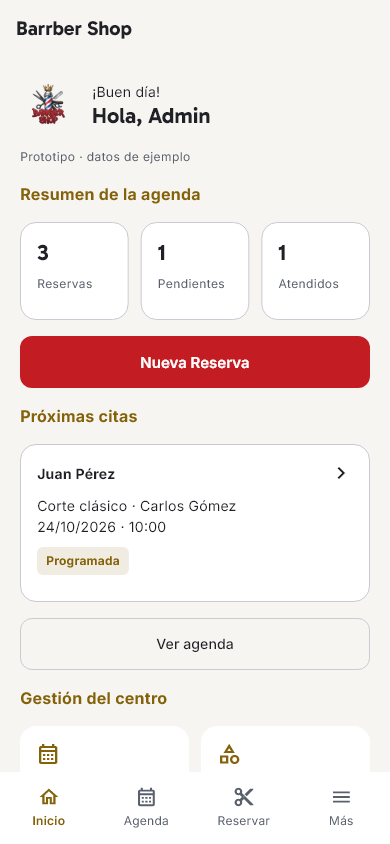 Barrber Shop
BARBER
SHOP
¡Buen día!
Hola, Admin
Prototipo · datos de ejemplo
Resumen de la agenda
3
Reservas
1
Pendientes
1
Atendidos
Nueva Reserva
Próximas citas
Juan Pérez
Corte clásico · Carlos Gómez
24/10/2026 · 10:00
Programada
Ver agenda
Gestión del centro
Inicio
Agenda
Reservar
Más